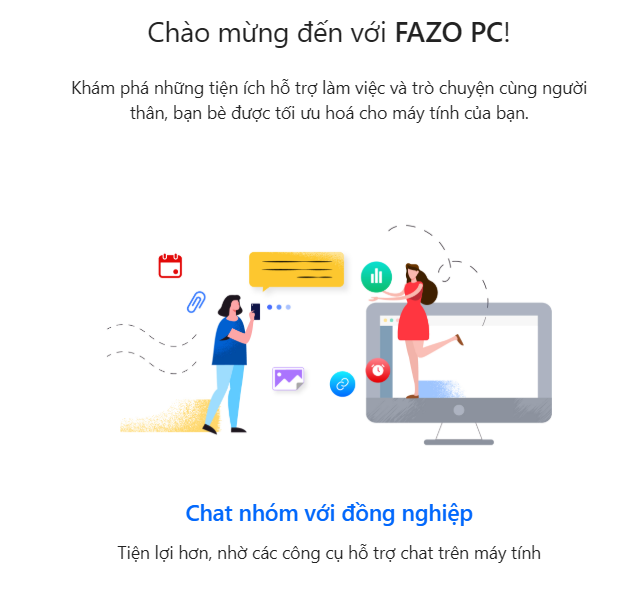 Chào mừng đến với FAZO PC!
Khám phá những tiện ích hỗ trợ làm việc và trò chuyện cùng người
thân, bạn bè được tối ưu hoá cho máy tính của bạn.
Chat nhóm với đồng nghiệp
Tiện lợi hơn, nhờ các công cụ hỗ trợ chat trên máy tính